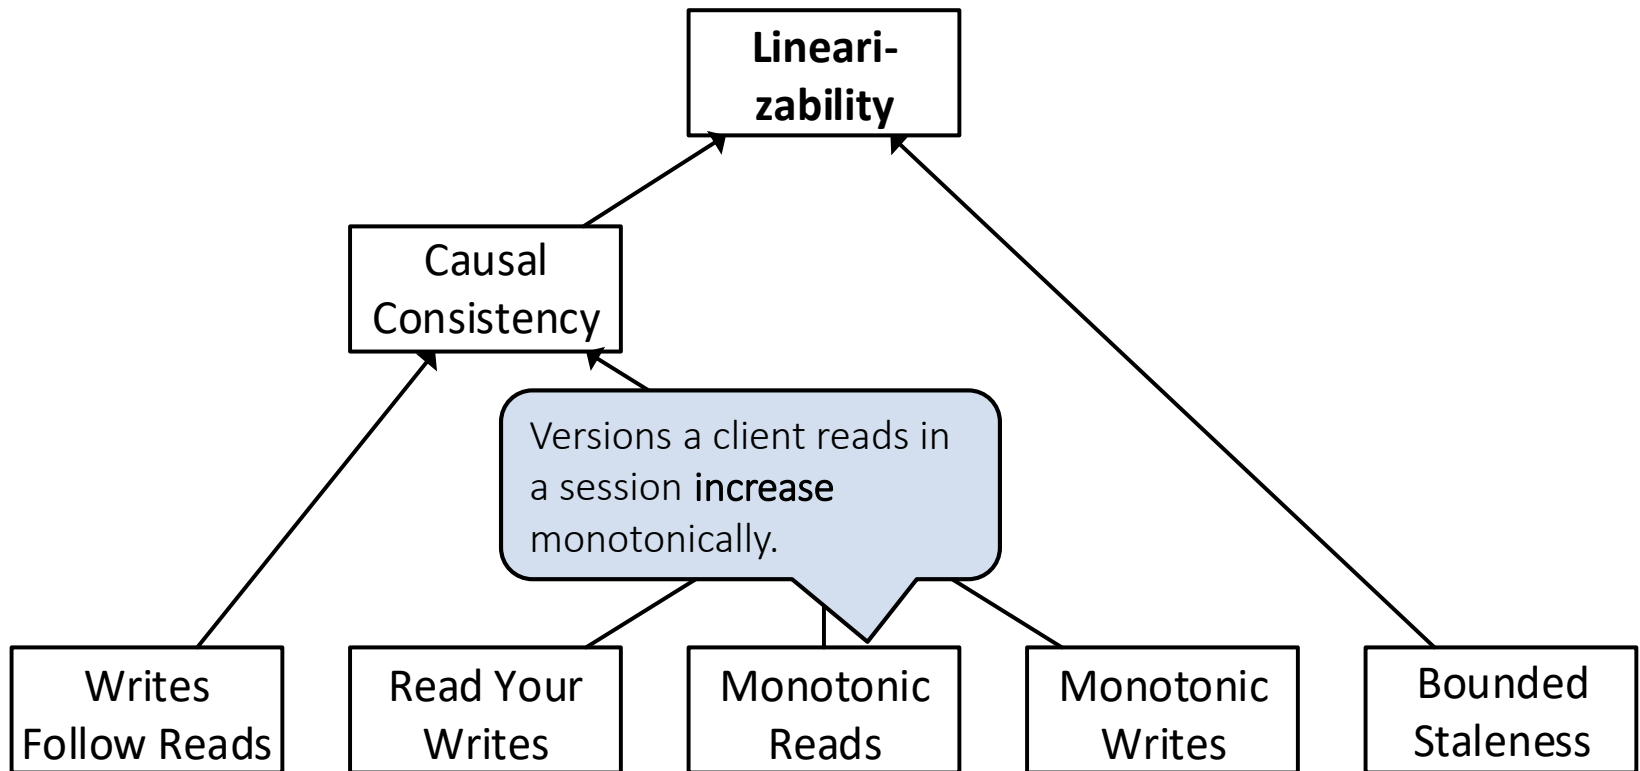 Lineari-
zability
Causal
Consistency
Versions a client reads in
a session increase
monotonically.
Writes
Follow Reads
Read Your
Writes
Monotonic
Reads
Monotonic
Writes
Bounded
Staleness